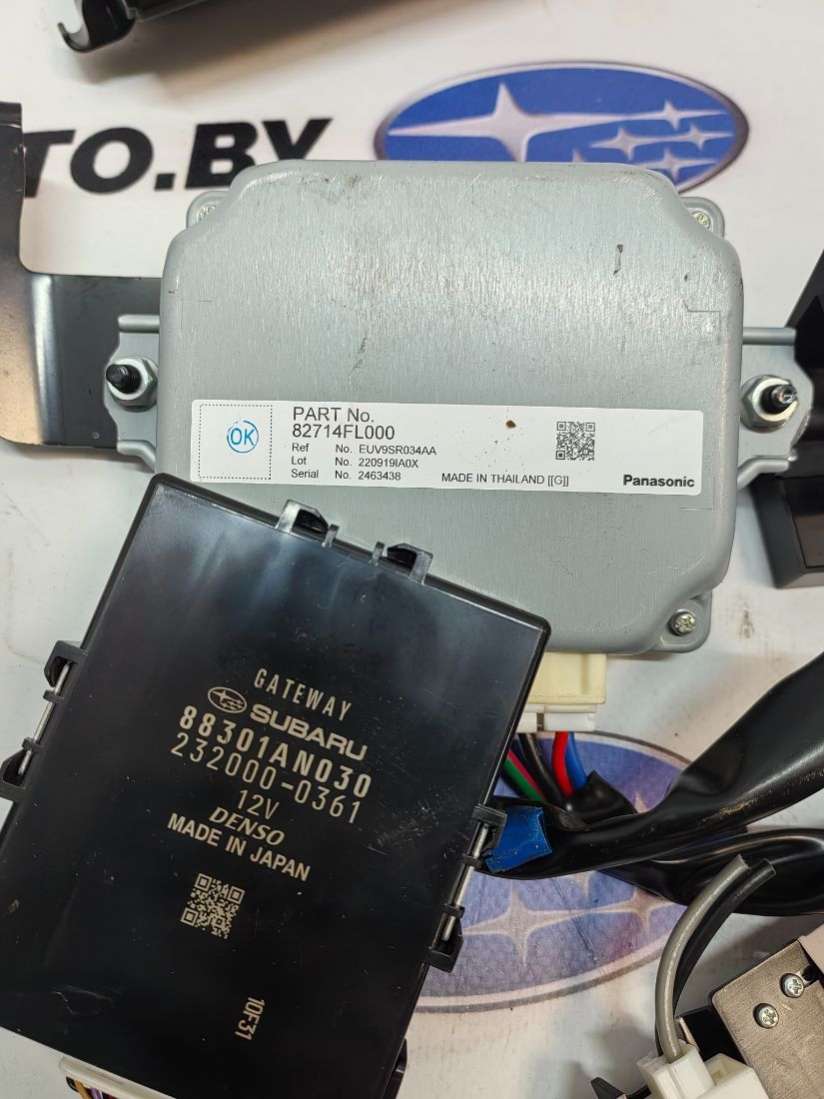 TO.BY
OK
PART No.
82714FL000
Ref No. EUV9SR034AA
Lot No. 220919IA0X
Serial No. 2463438
MADE IN THAILAND [[G]]
Panasonic
GATEWAY
SUBARU
88301AN030
232000-0361
12V
DENSO
MADE IN JAPAN
10F31